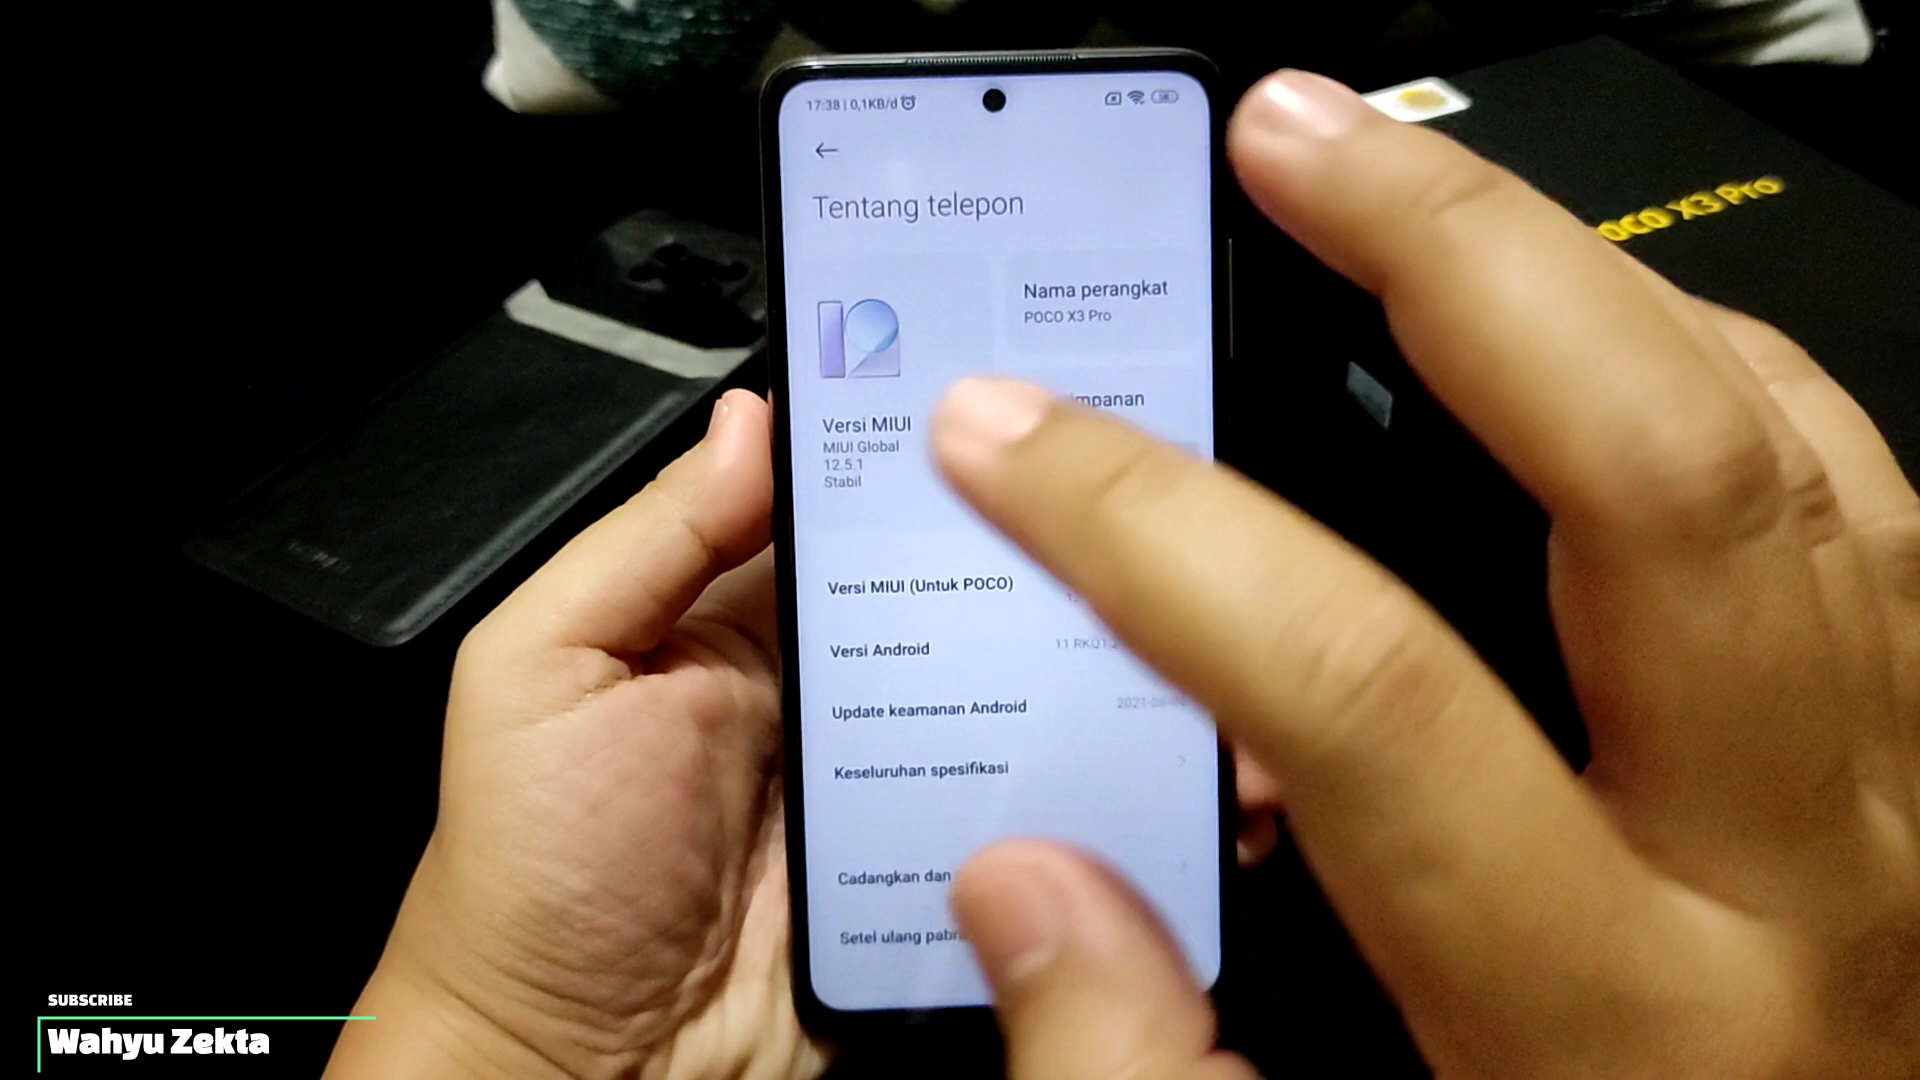 17:38 | 0,1KB/d
Tentang telepon
Nama perangkat
POCO X3 Pro
Versi MIUI
MIUI Global
12.5.1
Stabil
Versi MIUI (Untuk POCO)
Versi Android
11
Update keamanan Android
Keseluruhan spesifikasi
Cadangkan dan
Setel ulang
POCO X3 Pro
SUBSCRIBE
Wahyu Zekta